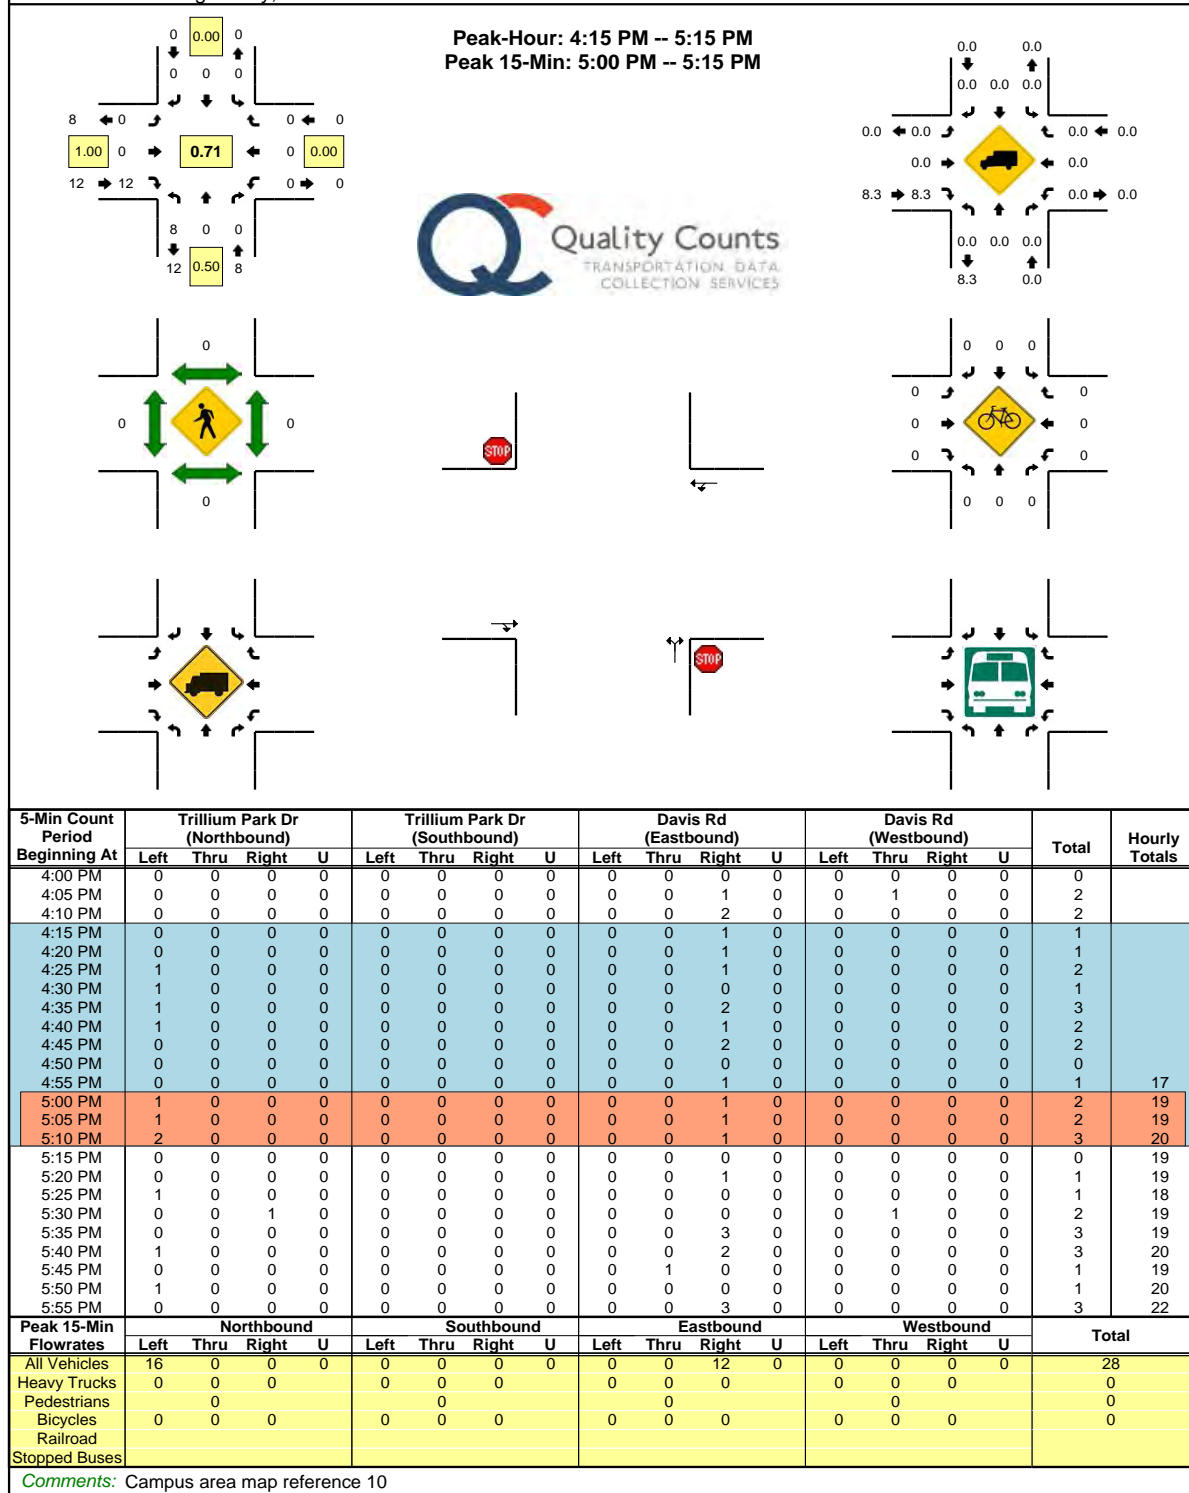 Peak-Hour: 4:15 PM -- 5:15 PM
Peak 15-Min: 5:00 PM -- 5:15 PM
0 0.00 0
0 0 0
8 0 0 0
1.00 0 0.71 0 0.00
12 12 0 0
8 0 0
12 0.50 8
Quality Counts
TRANSPORTATION DATA
COLLECTION SERVICES
0.0 0.0
0.0 0.0 0.0
0.0 0.0 0.0 0.0
0.0 0.0
8.3 8.3 0.0 0.0
0.0 0.0 0.0
8.3 0.0
0
0 0
0
STOP
0 0 0
0 0
0 0
0 0
0 0 0
STOP
5-Min Count Period Beginning At Trillium Park Dr (Northbound) Trillium Park Dr (Southbound) Davis Rd (Eastbound) Davis Rd (Westbound) Total Hourly Totals
Left Thru Right U Left Thru Right U Left Thru Right U Left Thru Right U
4:00 PM 0 0 0 0 0 0 0 0 0 0 0 0 0 0 0 0 0
4:05 PM 0 0 0 0 0 0 0 0 0 0 1 0 0 1 0 0 2
4:10 PM 0 0 0 0 0 0 0 0 0 0 2 0 0 0 0 0 2
4:15 PM 0 0 0 0 0 0 0 0 0 0 1 0 0 0 0 0 1
4:20 PM 0 0 0 0 0 0 0 0 0 0 1 0 0 0 0 0 1
4:25 PM 1 0 0 0 0 0 0 0 0 0 1 0 0 0 0 0 2
4:30 PM 1 0 0 0 0 0 0 0 0 0 0 0 0 0 0 0 1
4:35 PM 1 0 0 0 0 0 0 0 0 0 2 0 0 0 0 0 3
4:40 PM 1 0 0 0 0 0 0 0 0 0 1 0 0 0 0 0 2
4:45 PM 0 0 0 0 0 0 0 0 0 0 2 0 0 0 0 0 2
4:50 PM 0 0 0 0 0 0 0 0 0 0 0 0 0 0 0 0 0
4:55 PM 0 0 0 0 0 0 0 0 0 0 1 0 0 0 0 0 1 17
5:00 PM 1 0 0 0 0 0 0 0 0 0 1 0 0 0 0 0 2 19
5:05 PM 1 0 0 0 0 0 0 0 0 0 1 0 0 0 0 0 2 19
5:10 PM 2 0 0 0 0 0 0 0 0 0 1 0 0 0 0 0 3 20
5:15 PM 0 0 0 0 0 0 0 0 0 0 0 0 0 0 0 0 0 19
5:20 PM 0 0 0 0 0 0 0 0 0 0 1 0 0 0 0 0 1 19
5:25 PM 1 0 0 0 0 0 0 0 0 0 0 0 0 0 0 0 1 18
5:30 PM 0 0 1 0 0 0 0 0 0 0 0 0 0 1 0 0 2 19
5:35 PM 0 0 0 0 0 0 0 0 0 0 3 0 0 0 0 0 3 19
5:40 PM 1 0 0 0 0 0 0 0 0 0 2 0 0 0 0 0 3 20
5:45 PM 0 0 0 0 0 0 0 0 0 1 0 0 0 0 0 0 1 19
5:50 PM 1 0 0 0 0 0 0 0 0 0 0 0 0 0 0 0 1 20
5:55 PM 0 0 0 0 0 0 0 0 0 0 3 0 0 0 0 0 3 22
Peak 15-Min Flowrates Northbound Southbound Eastbound Westbound Total
Left Thru Right U Left Thru Right U Left Thru Right U Left Thru Right U
All Vehicles 16 0 0 0 0 0 0 0 0 0 12 0 0 0 0 0 28
Heavy Trucks 0 0 0 0 0 0 0 0 0 0 0 0 0
Pedestrians 0 0 0 0 0
Bicycles 0 0 0 0 0 0 0 0 0 0 0 0 0
Railroad
Stopped Buses
Comments: Campus area map reference 10